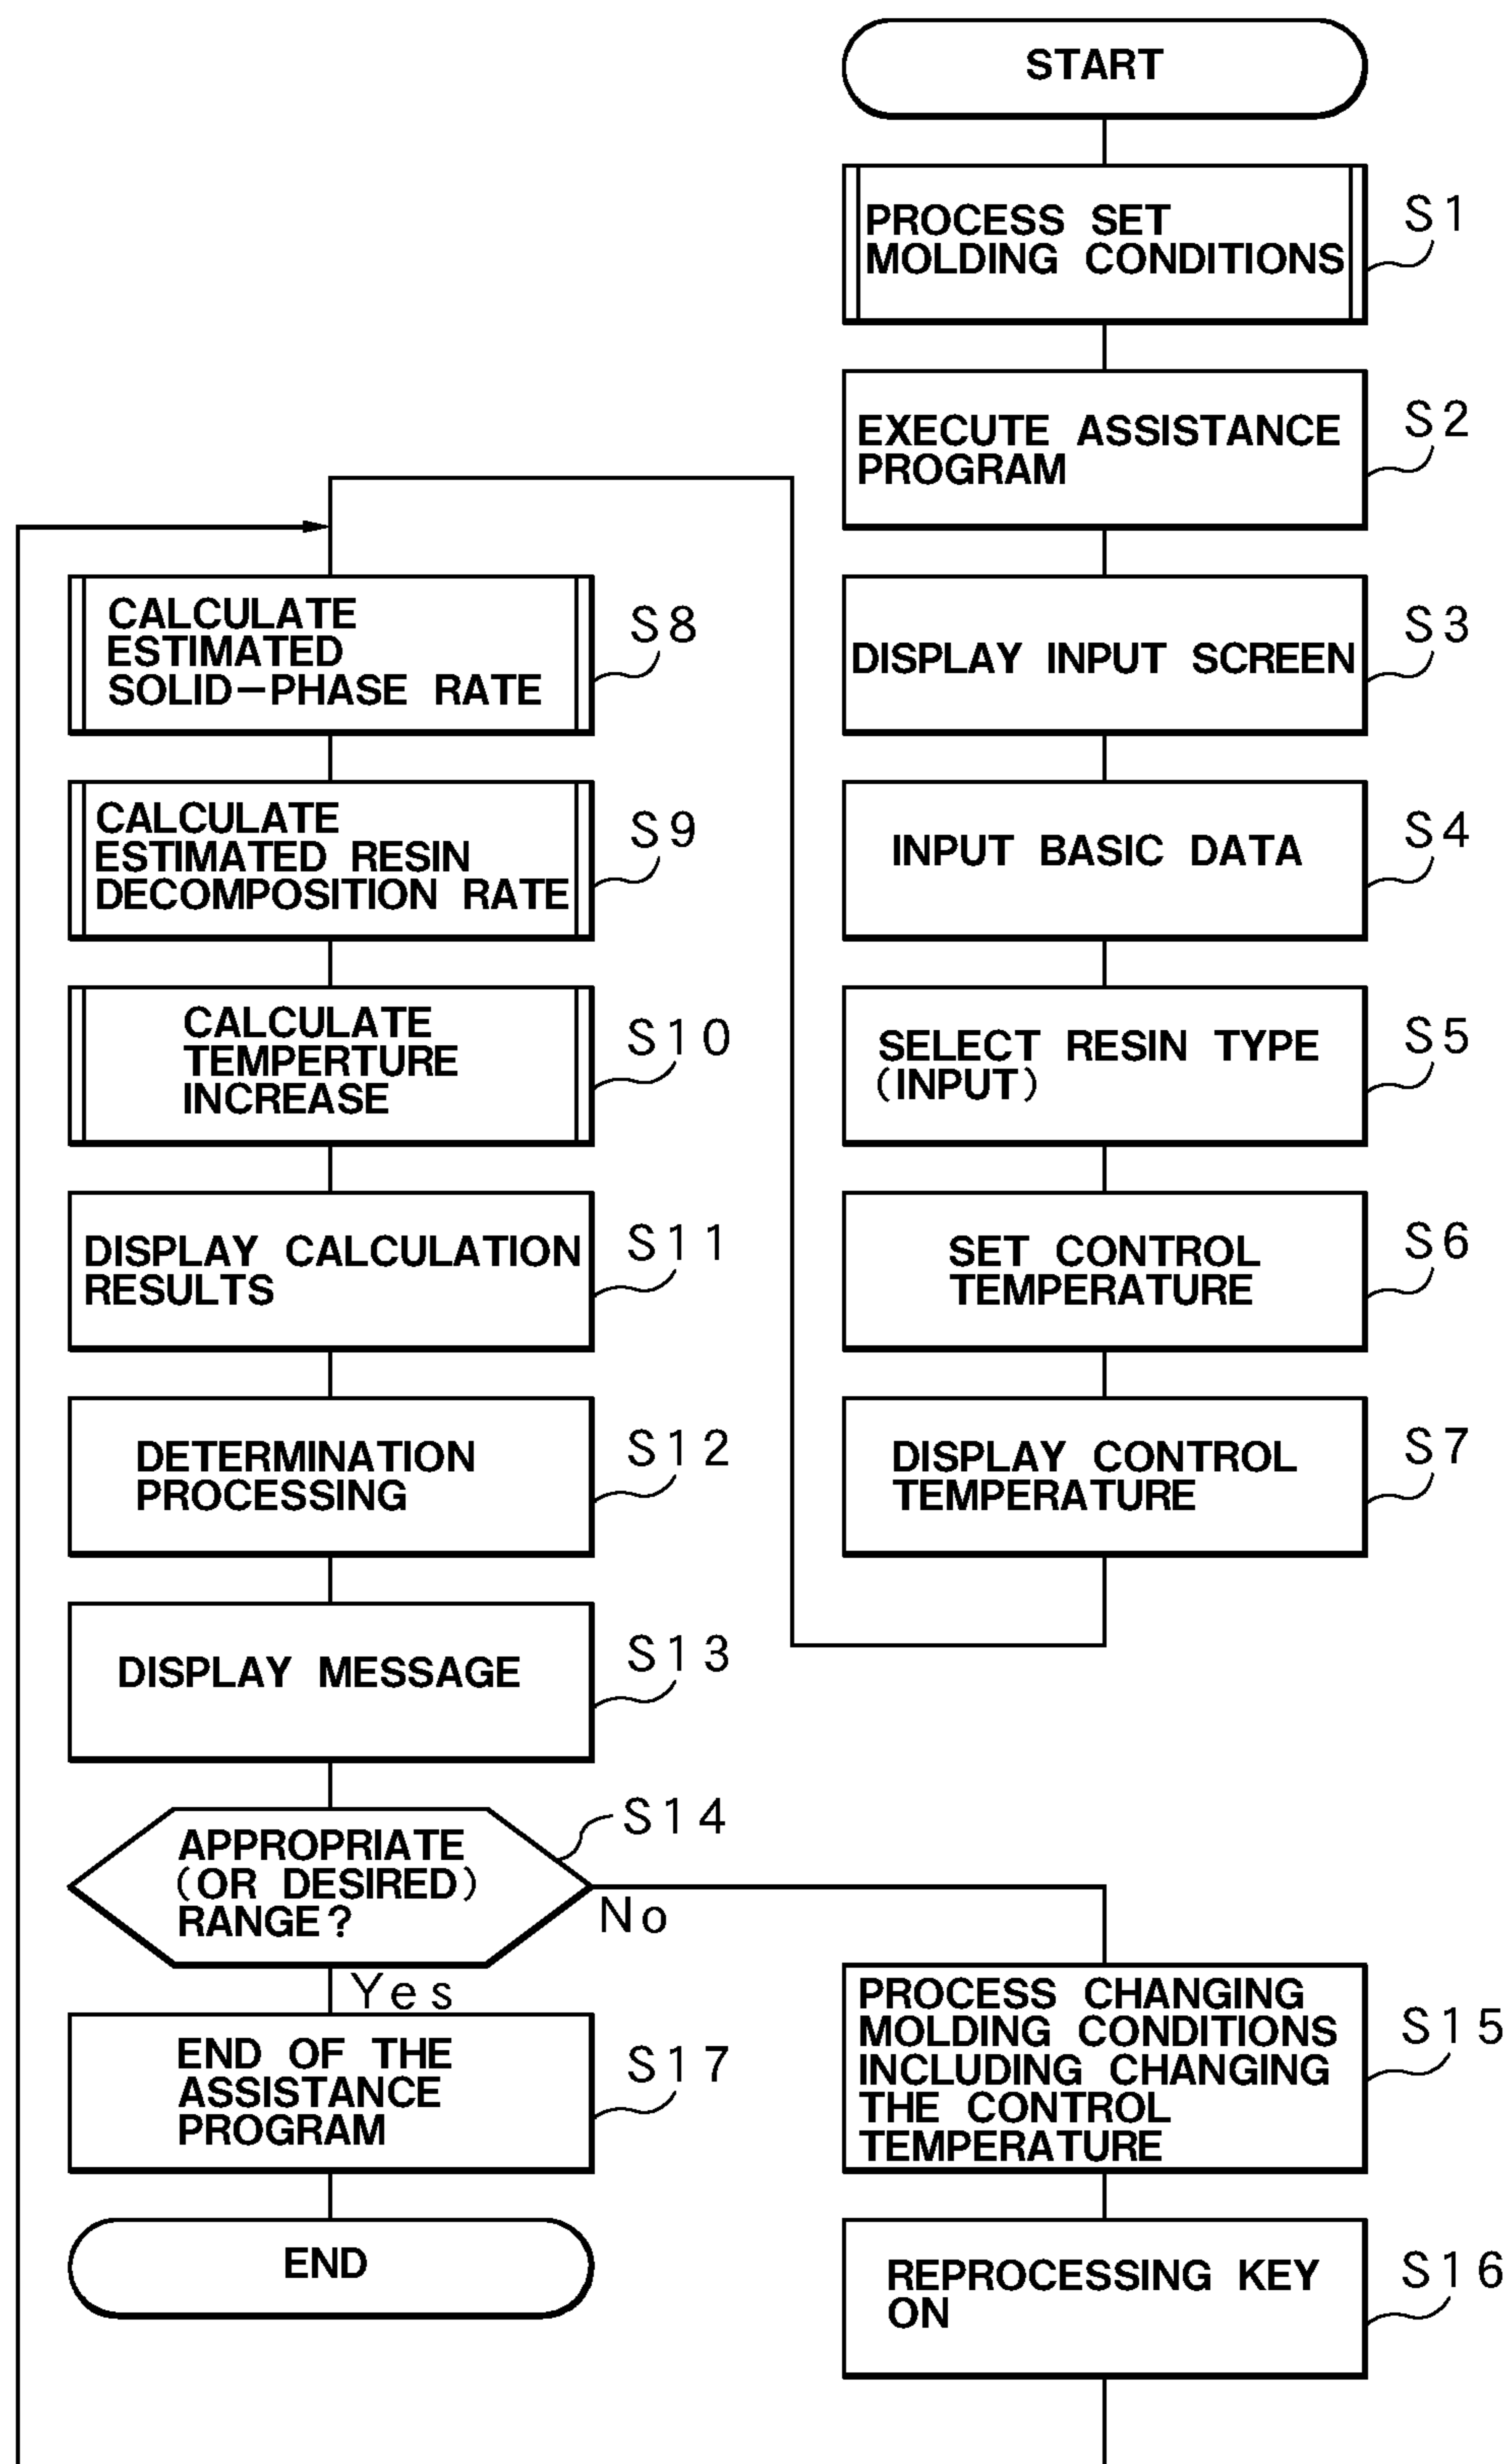 START
PROCESS SET
MOLDING CONDITIONS
S1
EXECUTE ASSISTANCE
PROGRAM
S2
DISPLAY INPUT SCREEN
S3
INPUT BASIC DATA
S4
SELECT RESIN TYPE
(INPUT)
S5
SET CONTROL
TEMPERATURE
S6
DISPLAY CONTROL
TEMPERATURE
S7
CALCULATE
ESTIMATED
SOLID-PHASE RATE
S8
CALCULATE
ESTIMATED RESIN
DECOMPOSITION RATE
S9
CALCULATE
TEMPERTURE
INCREASE
S10
DISPLAY CALCULATION
RESULTS
S11
DETERMINATION
PROCESSING
S12
DISPLAY MESSAGE
S13
APPROPRIATE
(OR DESIRED)
RANGE?
S14
No
Yes
PROCESS CHANGING
MOLDING CONDITIONS
INCLUDING CHANGING
THE CONTROL
TEMPERATURE
S15
REPROCESSING KEY
ON
S16
END OF THE
ASSISTANCE
PROGRAM
S17
END